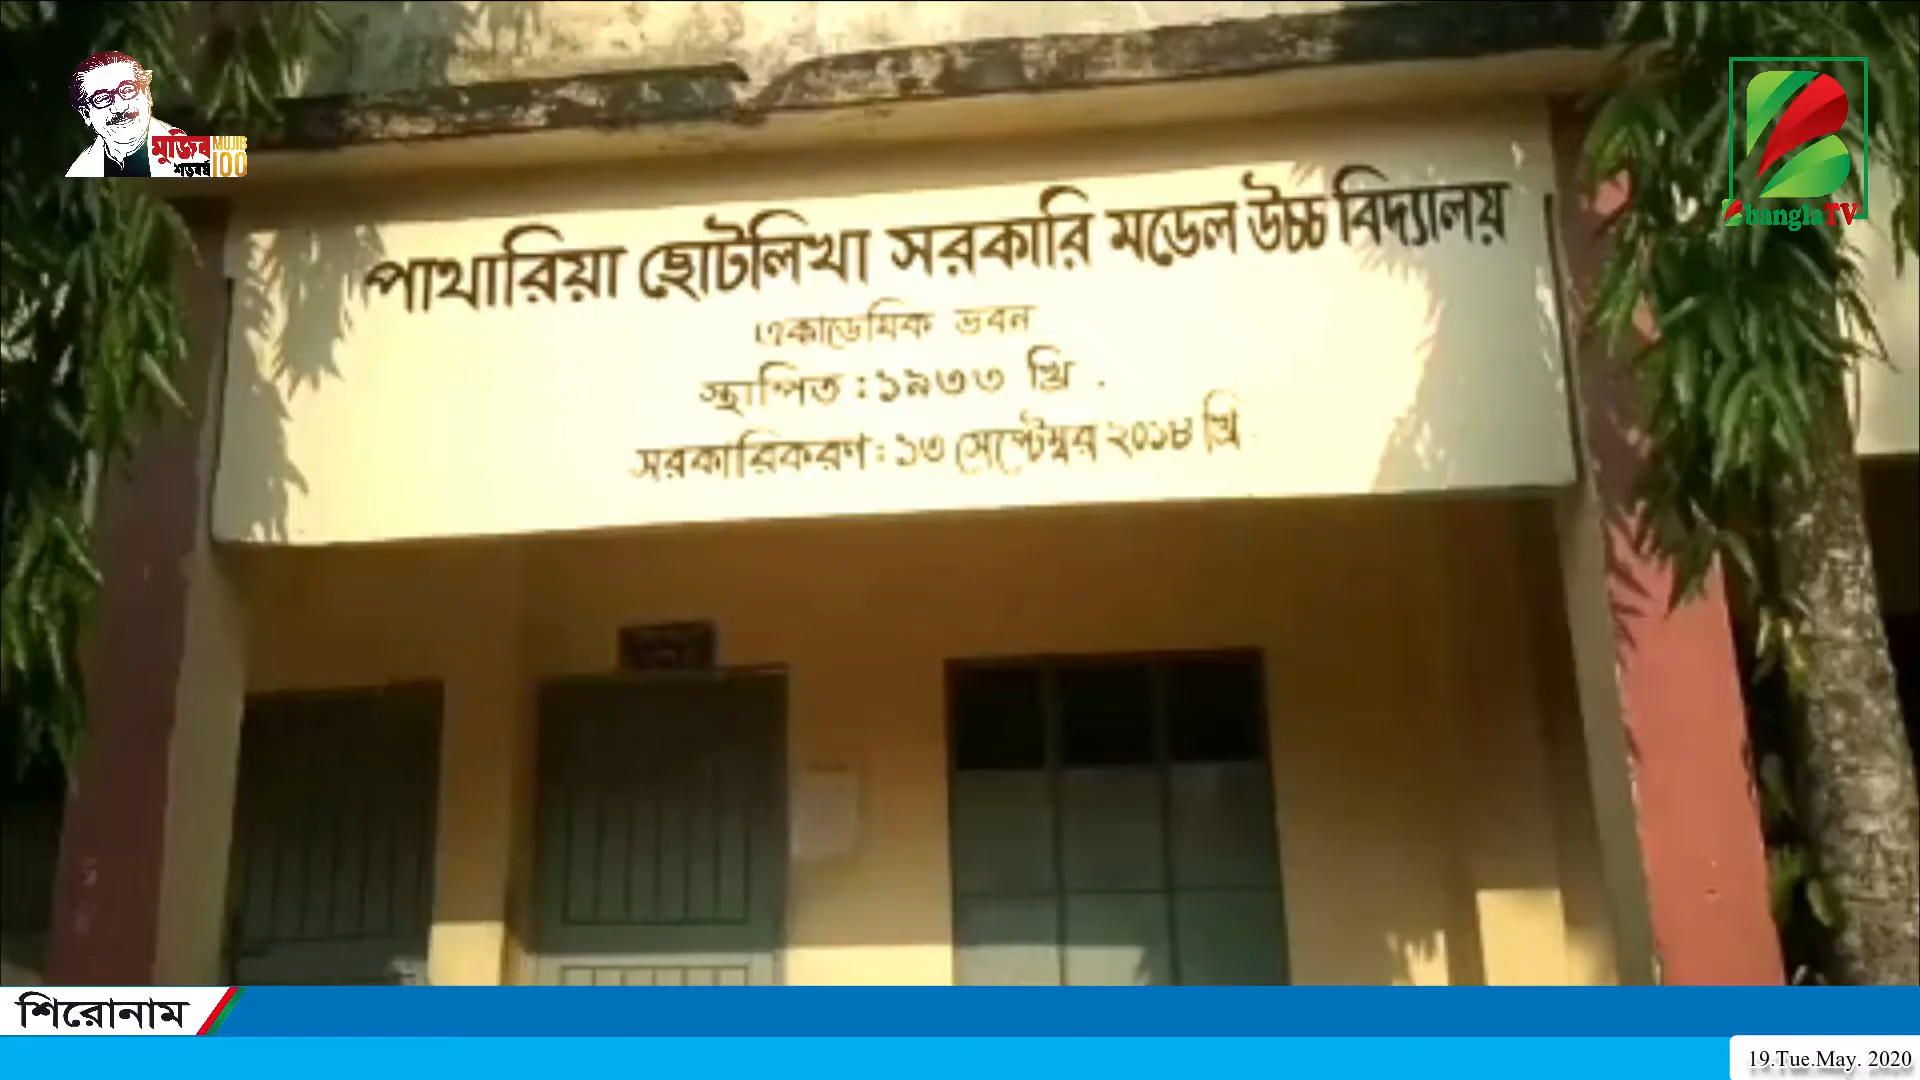 মুজিব
MUJIB
শতবর্ষ
100
banglaTV
পাথারিয়া ছোটলিখা সরকারি মডেল উচ্চ বিদ্যালয়
একাডেমিক ভবন
স্থাপিত : ১৯৩৩ খ্রি .
সরকারিকরণ : ১৩ সেপ্টেম্বর ২০১৮ খ্রি
শিরোনাম
19.Tue.May. 2020